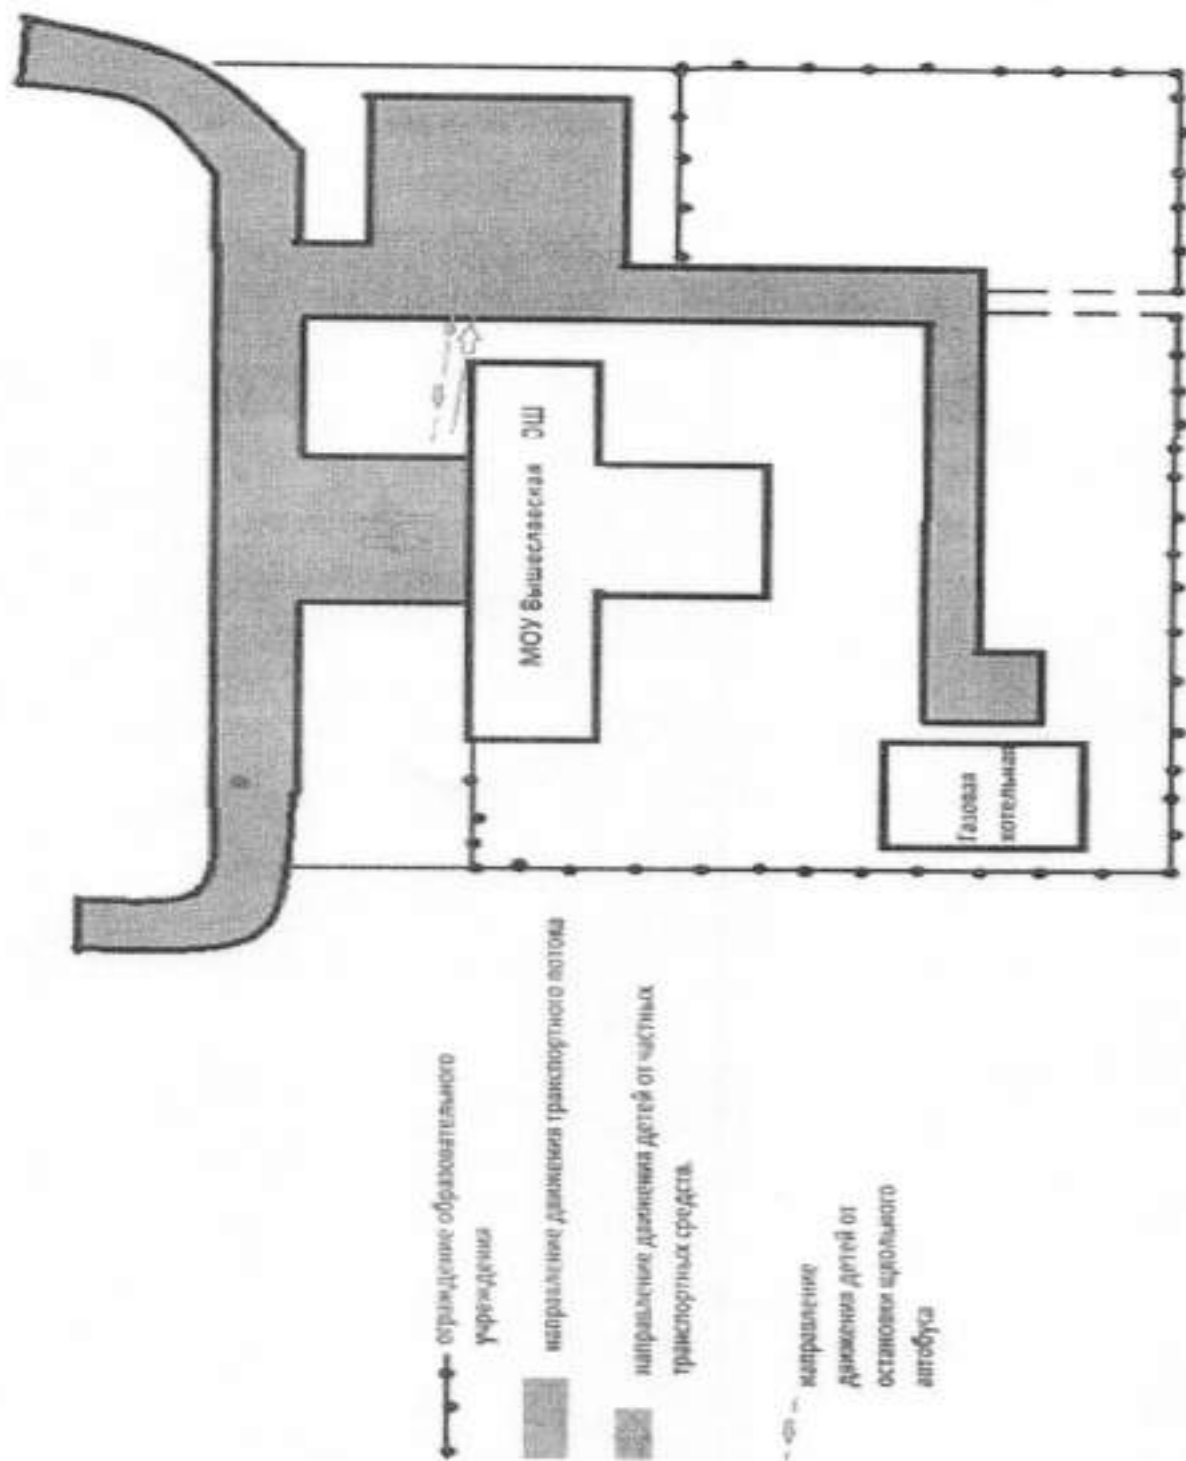 МОУ Вышеславская ОШ
Газовая
котельная
ограждение образовательного
учреждения
направление движения транспортного потока
направление движения детей от частных
транспортных средств.
направление
движения детей от
остановки школьного
автобуса